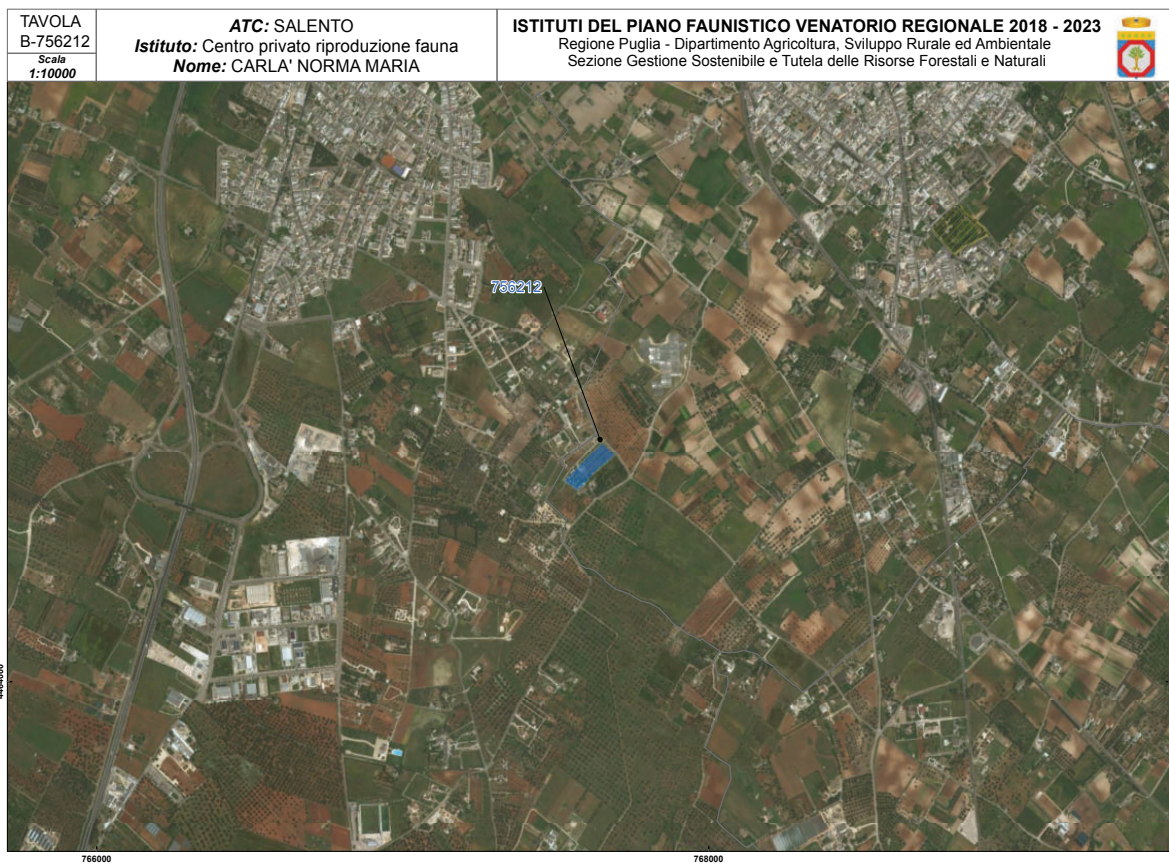 TAVOLA
B-756212
Scala
1:10000
ATC: SALENTO
Istituto: Centro privato riproduzione fauna
Nome: CARLA' NORMA MARIA
ISTITUTI DEL PIANO FAUNISTICO VENATORIO REGIONALE 2018 - 2023
Regione Puglia - Dipartimento Agricoltura, Sviluppo Rurale ed Ambientale
Sezione Gestione Sostenibile e Tutela delle Risorse Forestali e Naturali
756212
766000
768000